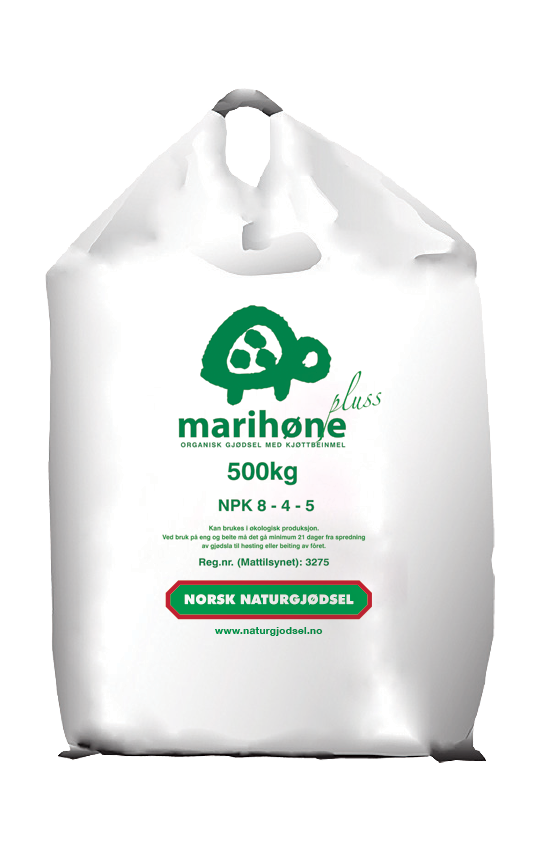 pluss
marihøne
ORGANISK GJØDSEL MED KJØTTBEINMEL
500kg
NPK 8 - 4 - 5
Kan brukes i økologisk produksjon.
Ved bruk på eng og beite må det gå minimum 21 dager fra spredning
av gjødsla til høsting eller beiting av fôret.
Reg.nr. (Mattilsynet): 3275
NORSK NATURGJØDSEL
www.naturgjodsel.no